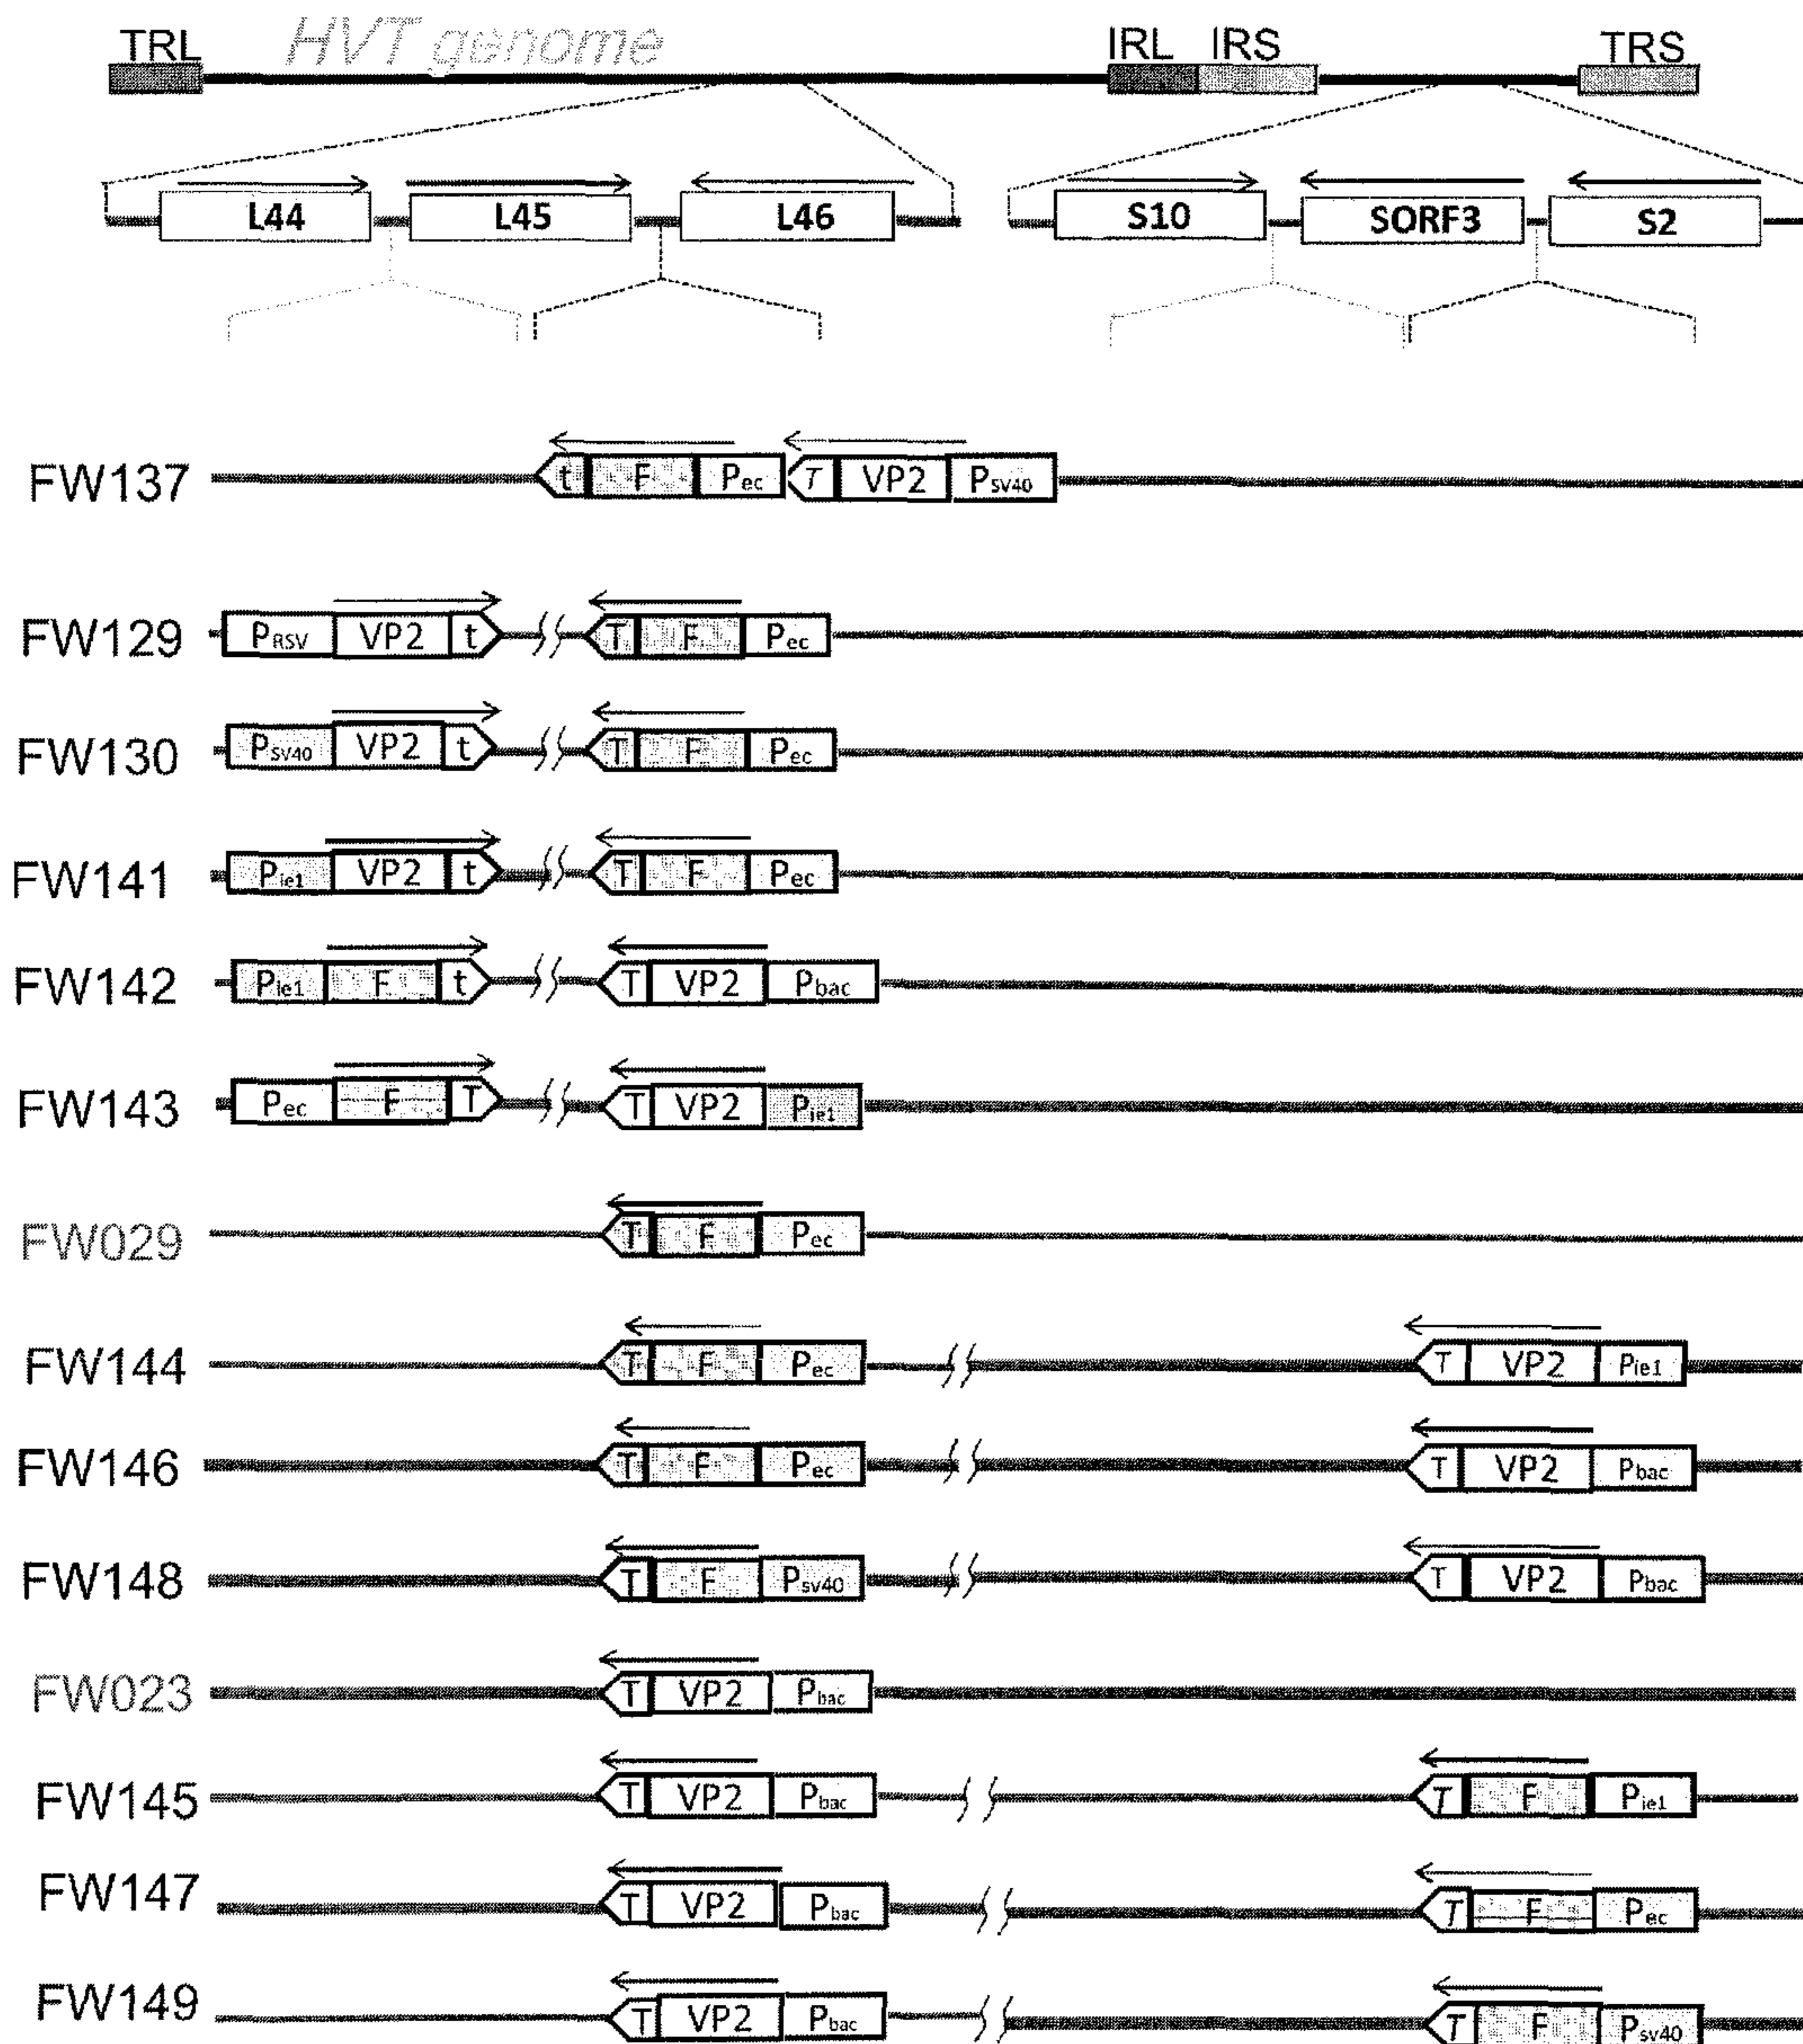 TRL HVT genome IRL IRS TRS
L44 L45 L46 S10 SORF3 S2
FW137 t F Pec T VP2 PSV40
FW129 PRSV VP2 t T F Pec
FW130 PSV40 VP2 t T F Pec
FW141 Pie1 VP2 t T F Pec
FW142 Pie1 F t T VP2 Pbac
FW143 Pec F T T VP2 Pie1
FW029 T F Pec
FW144 T F Pec T VP2 Pie1
FW146 T F Pec T VP2 Pbac
FW148 T F Psv40 T VP2 Pbac
FW023 T VP2 Pbac
FW145 T VP2 Pbac T F Pie1
FW147 T VP2 Pbac T F Pec
FW149 T VP2 Pbac T F Psv40